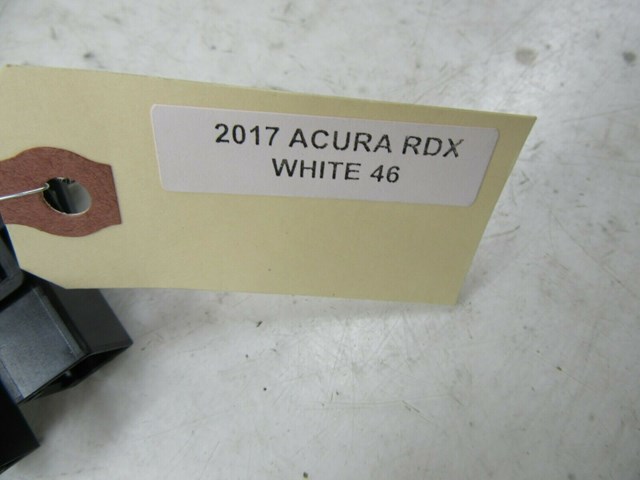 2017 ACURA RDX
WHITE 46